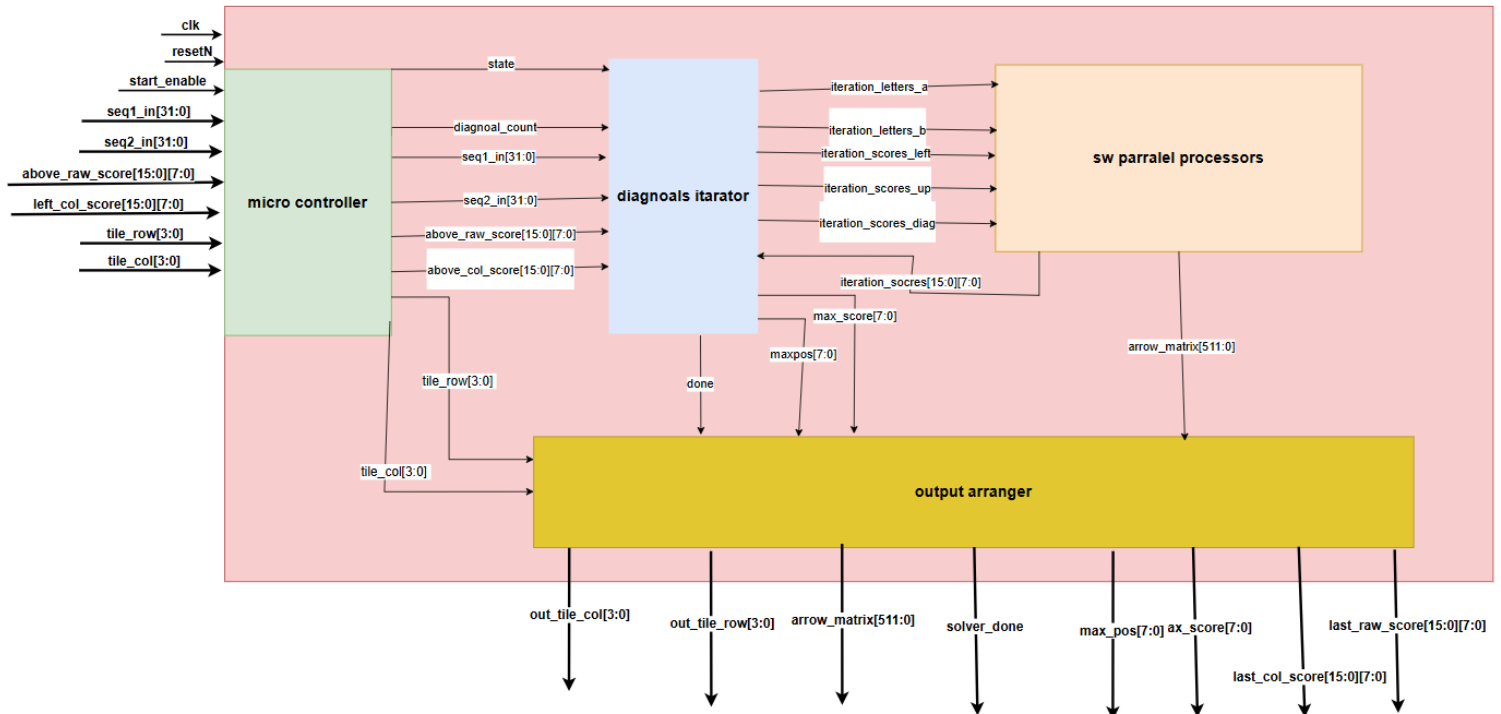 clk
resetN
start_enable
seq1_in[31:0]
seq2_in[31:0]
above_raw_score[15:0][7:0]
left_col_score[15:0][7:0]
tile_row[3:0]
tile_col[3:0]
micro controller
state
diagnoal_count
seq1_in[31:0]
seq2_in[31:0]
above_raw_score[15:0][7:0]
above_col_score[15:0][7:0]
tile_row[3:0]
tile_col[3:0]
diagnoals itarator
iteration_letters_a
iteration_letters_b
iteration_scores_left
iteration_scores_up
iteration_scores_diag
iteration_socres[15:0][7:0]
max_score[7:0]
maxpos[7:0]
done
sw parralel processors
arrow_matrix[511:0]
output arranger
out_tile_col[3:0]
out_tile_row[3:0]
arrow_matrix[511:0]
solver_done
max_pos[7:0]
ax_score[7:0]
last_col_score[15:0][7:0]
last_raw_score[15:0][7:0]